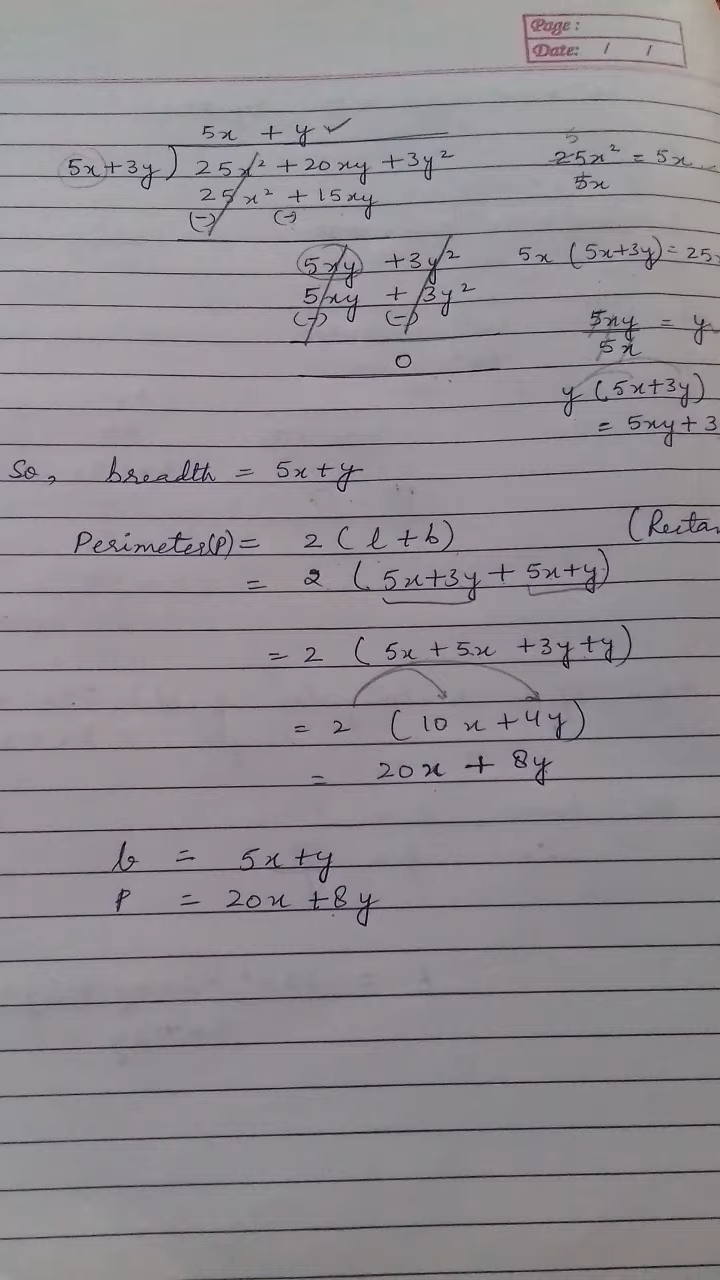 Page:
Date: / /
5x + y ✓
5x+3y ) 25x² + 20xy + 3y²
25x² + 15xy
(-) (-)
5xy + 3y²
5xy + 3y²
(-) (-)
0
5
25x² = 5x
5x
5x (5x+3y) = 25
5xy = y
5x
y (5x+3y)
= 5xy + 3
So, breadth = 5x+y
Perimeter(P) = 2 ( l + b )
= 2 ( 5x+3y + 5x+y )
= 2 ( 5x + 5x + 3y + y )
= 2 ( 10x + 4y )
= 20x + 8y
b = 5x+y
P = 20x + 8y